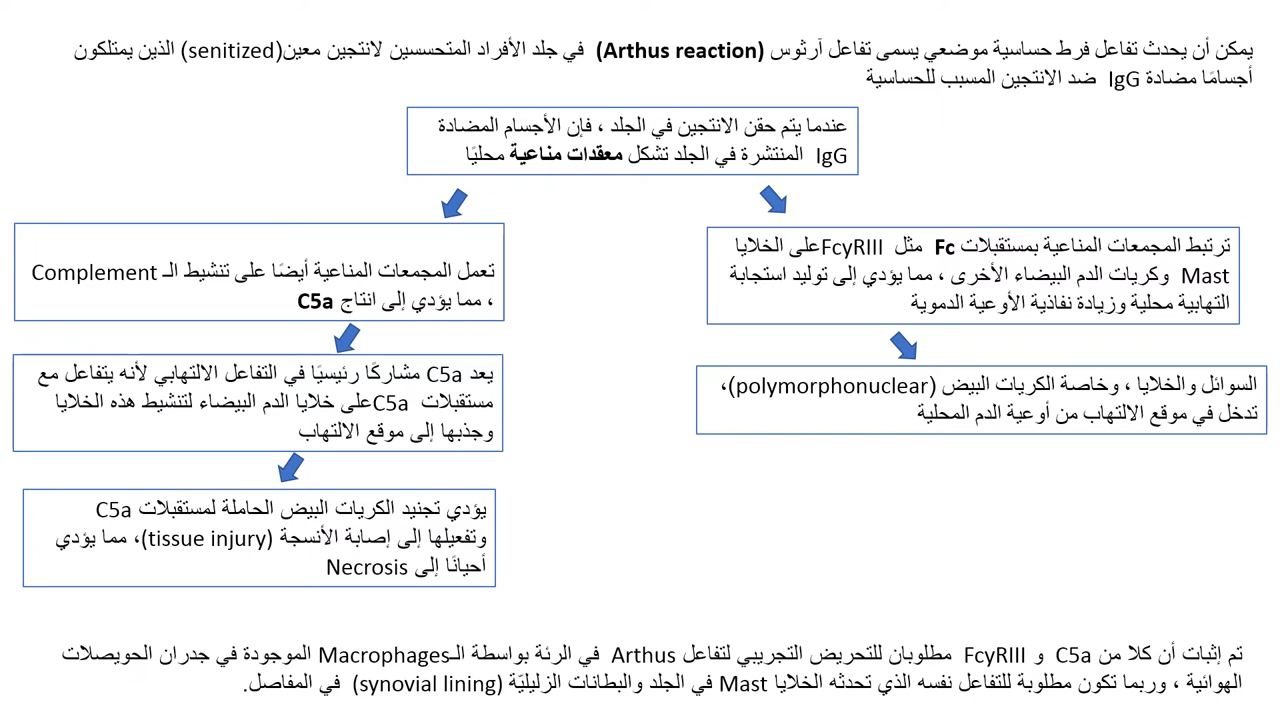 يمكن أن يحدث تفاعل فرط حساسية موضعي يسمى تفاعل آرثوس (Arthus reaction) في جلد الأفراد المتحسسين لانتجين معين(senitized) الذين يمتلكون
أجسامًا مضادة IgG ضد الانتجين المسبب للحساسية
عندما يتم حقن الانتجين في الجلد ، فإن الأجسام المضادة
IgG المنتشرة في الجلد تشكل معقدات مناعية محليًا
ترتبط المجمعات المناعية بمستقبلات Fc مثل FcyRIIIعلى الخلايا
Mast وكريات الدم البيضاء الأخرى ، مما يؤدي إلى توليد استجابة
التهابية محلية وزيادة نفاذية الأوعية الدموية
السوائل والخلايا ، وخاصة الكريات البيض (polymorphonuclear)،
تدخل في موقع الالتهاب من أوعية الدم المحلية
تعمل المجمعات المناعية أيضًا على تنشيط الـ Complement
، مما يؤدي إلى انتاج C5a
يعد C5a مشاركًا رئيسيًا في التفاعل الالتهابي لأنه يتفاعل مع
مستقبلات C5aعلى خلايا الدم البيضاء لتنشيط هذه الخلايا
وجذبها إلى موقع الالتهاب
يؤدي تجنيد الكريات البيض الحاملة لمستقبلات C5a
وتفعيلها إلى إصابة الأنسجة (tissue injury)، مما يؤدي
أحيانًا إلى Necrosis
تم إثبات أن كلا من C5a و FcyRIII مطلوبان للتحريض التجريبي لتفاعل Arthus في الرئة بواسطة الـMacrophages الموجودة في جدران الحويصلات
الهوائية ، وربما تكون مطلوبة للتفاعل نفسه الذي تحدثه الخلايا Mast في الجلد والبطانات الزليليّة (synovial lining) في المفاصل.